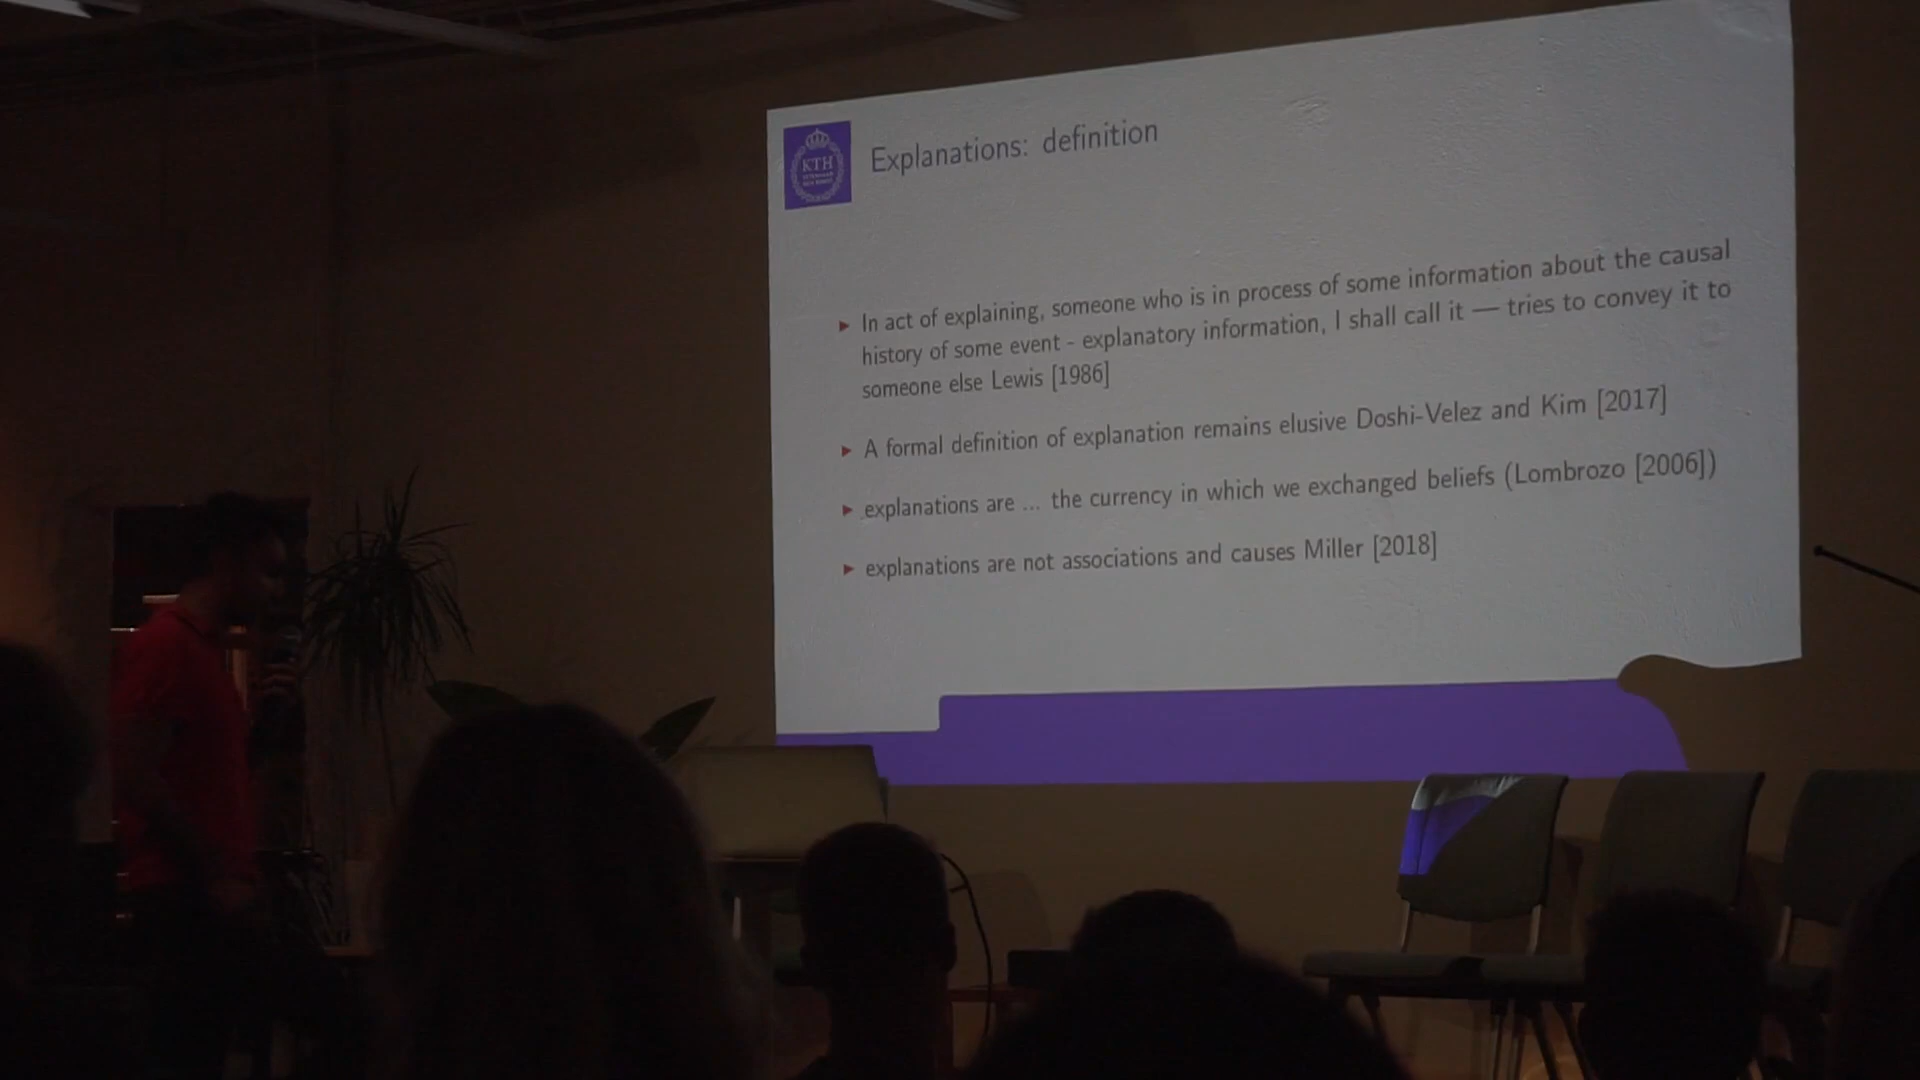 KTH
Explanations: definition
In act of explaining, someone who is in process of some information about the causal
history of some event - explanatory information, I shall call it — tries to convey it to
someone else Lewis [1986]
A formal definition of explanation remains elusive Doshi-Velez and Kim [2017]
explanations are ... the currency in which we exchanged beliefs (Lombrozo [2006])
explanations are not associations and causes Miller [2018]